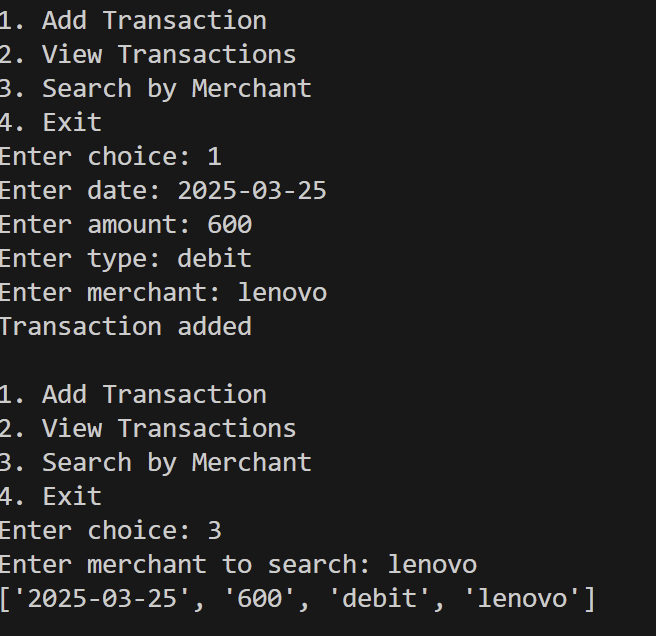 1. Add Transaction
2. View Transactions
3. Search by Merchant
4. Exit
Enter choice: 1
Enter date: 2025-03-25
Enter amount: 600
Enter type: debit
Enter merchant: lenovo
Transaction added

1. Add Transaction
2. View Transactions
3. Search by Merchant
4. Exit
Enter choice: 3
Enter merchant to search: lenovo
['2025-03-25', '600', 'debit', 'lenovo']